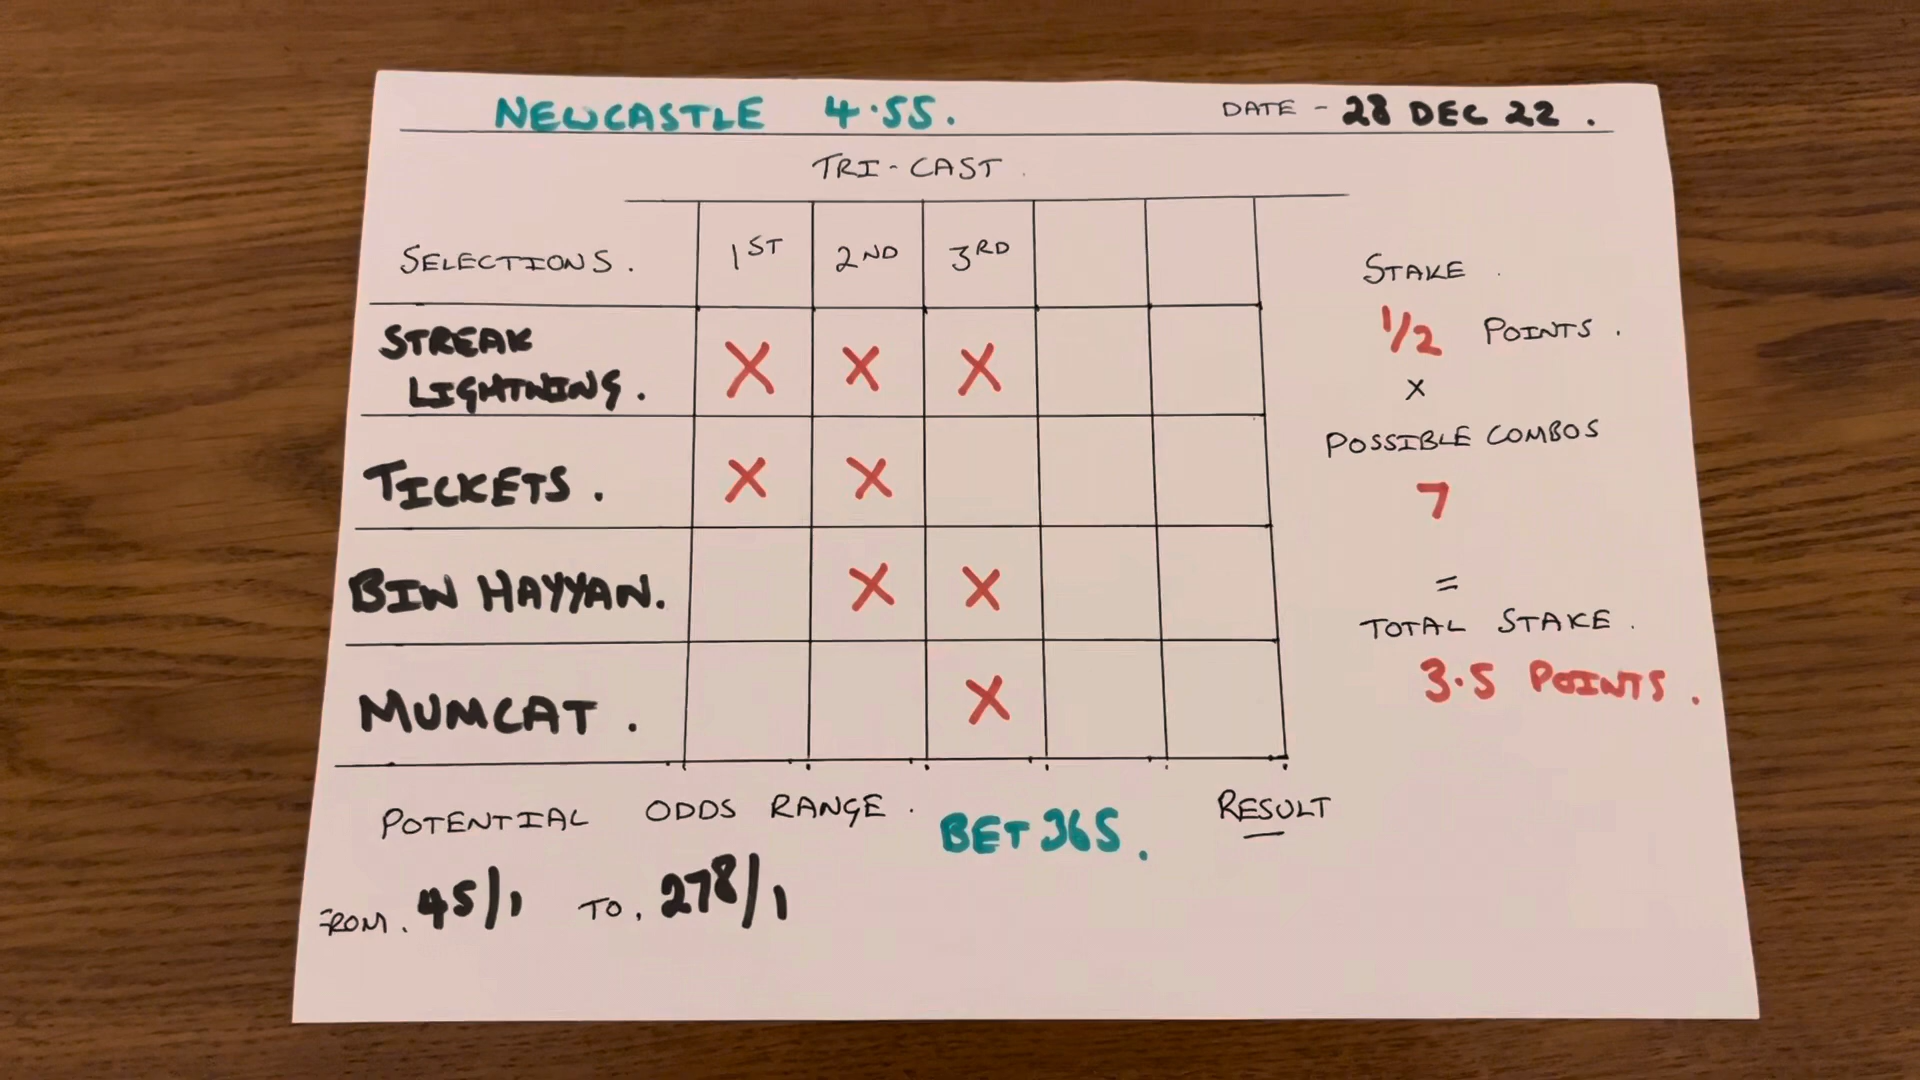 NEWCASTLE 4.55. DATE - 28 DEC 22.
TRI-CAST.
SELECTIONS. 1ST 2ND 3RD
STREAK LIGHTNING. X X X
TICKETS. X X
BIN HAYYAN. X X
MUMCAT. X
STAKE.
1/2 POINTS.
X
POSSIBLE COMBOS
7
=
TOTAL STAKE.
3.5 POINTS.
POTENTIAL ODDS RANGE. BET 365. RESULT
FROM. 45/1 TO. 278/1